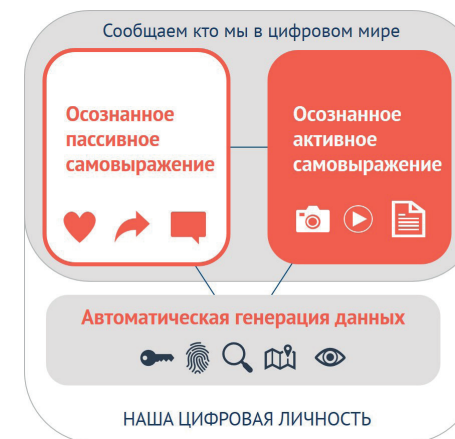 Сообщаем кто мы в цифровом мире
Осознанное
пассивное
самовыражение
Осознанное
активное
самовыражение
Автоматическая генерация данных
НАША ЦИФРОВАЯ ЛИЧНОСТЬ